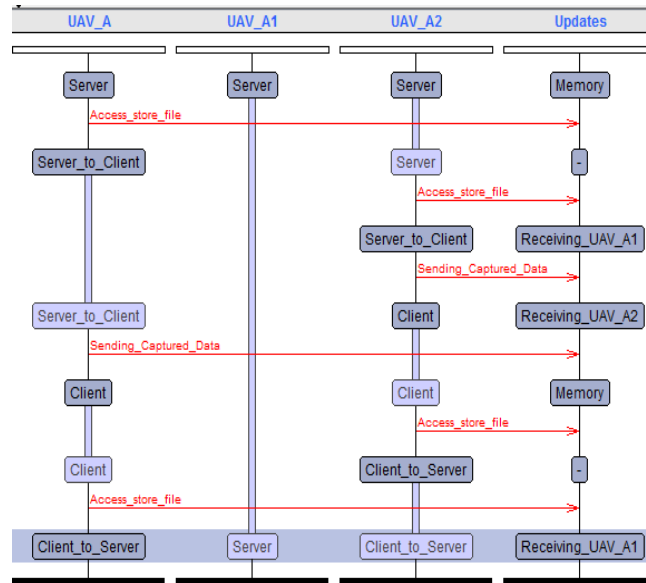 UAV_A UAV_A1 UAV_A2 Updates
Server Server Server Memory
Access_store_file
Server_to_Client Server -
Access_store_file
Server_to_Client Receiving_UAV_A1
Sending_Captured_Data
Server_to_Client Client Receiving_UAV_A2
Sending_Captured_Data
Client Client Memory
Access_store_file
Client Client_to_Server -
Access_store_file
Client_to_Server Server Client_to_Server Receiving_UAV_A1